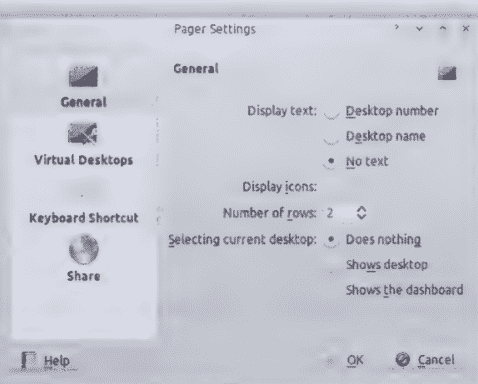 Pager Settings
General
Virtual Desktops
Keyboard Shortcut
Share
General
Display text: Desktop number
Desktop name
No text
Display icons:
Number of rows: 2
Selecting current desktop: Does nothing
Shows desktop
Shows the dashboard
Help
OK Cancel